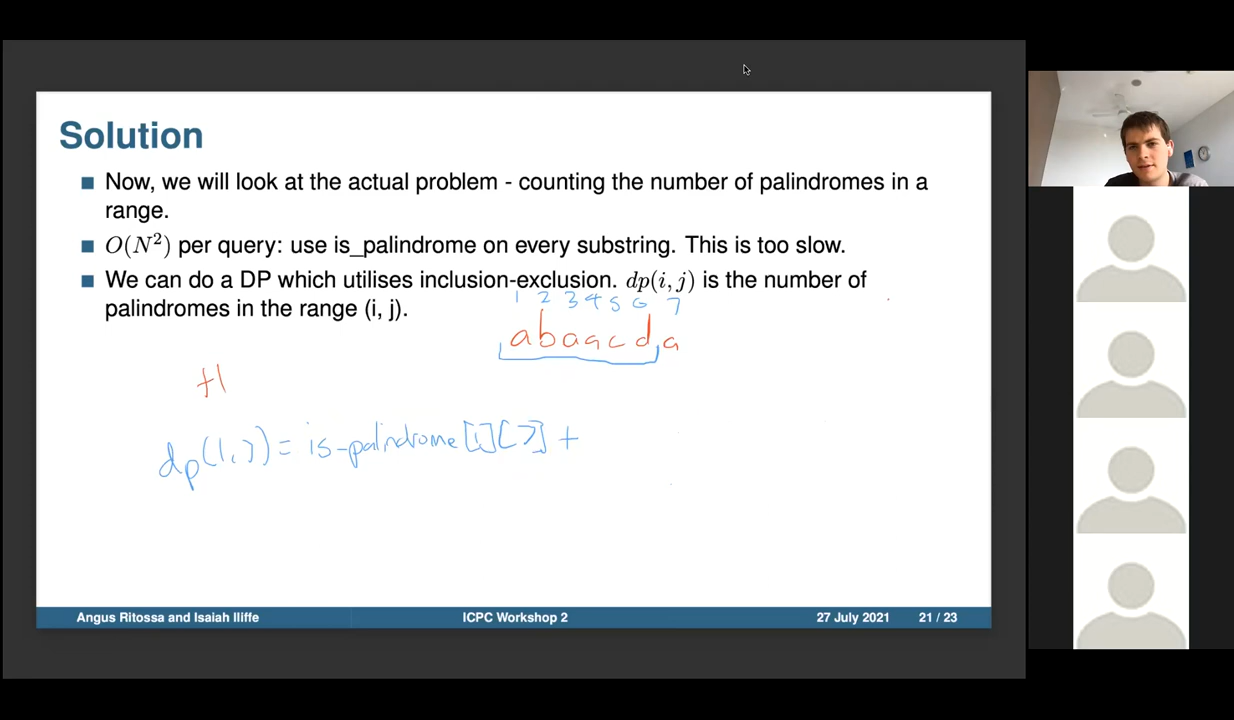 Solution
Now, we will look at the actual problem - counting the number of palindromes in a
range.
O(N²) per query: use is_palindrome on every substring. This is too slow.
We can do a DP which utilises inclusion-exclusion. dp(i, j) is the number of
palindromes in the range (i, j).
1 2 3 4 5 6 7
abaacda
+1
dp(1,7) = is-palindrome[1][7] +
Angus Ritossa and Isaiah Iliffe ICPC Workshop 2 27 July 2021 21 / 23